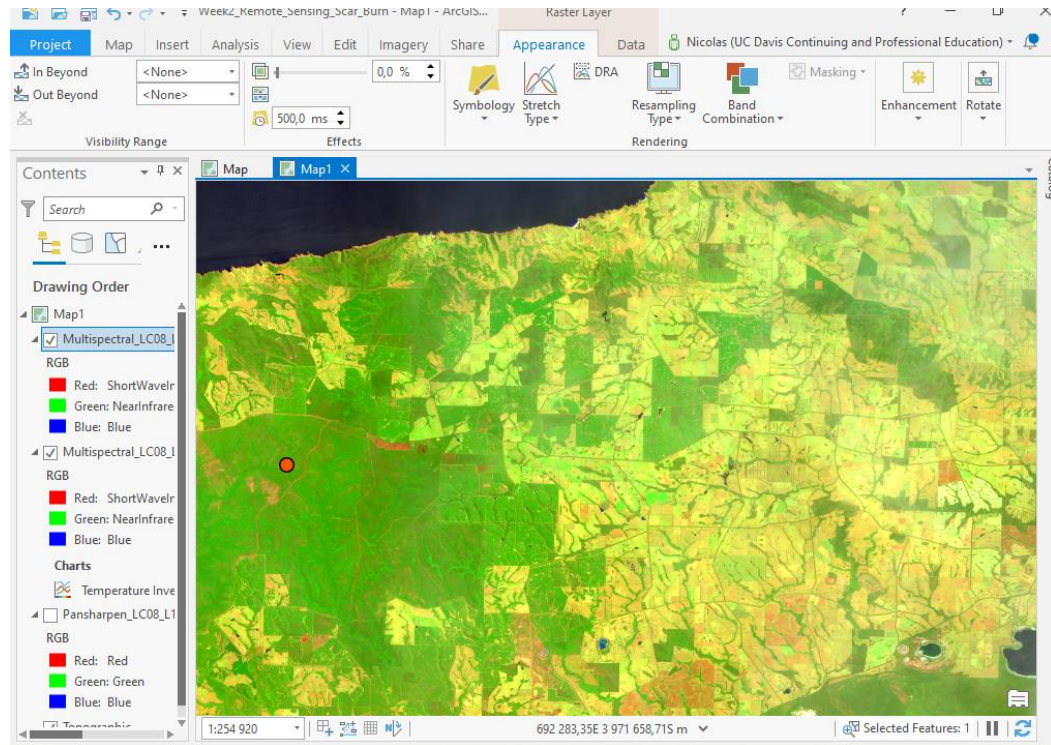 Week2_Remote_Sensing_Scar_Burn - Map1 - ArcGIS...
Raster Layer
?
Project Map Insert Analysis View Edit Imagery Share Appearance Data Nicolas (UC Davis Continuing and Professional Education)
In Beyond <None> 0,0 % DRA Masking
Out Beyond <None>
500,0 ms
Symbology Stretch Type Resampling Type Band Combination Enhancement Rotate
Visibility Range Effects Rendering
Contents
Map Map1
Search
Drawing Order
Map1
Multispectral_LC08_L
RGB
Red: ShortWaveIr
Green: NearInfrare
Blue: Blue
Multispectral_LC08_L
RGB
Red: ShortWaveIr
Green: NearInfrare
Blue: Blue
Charts
Temperature Inve
Pansharpen_LC08_L1
RGB
Red: Red
Green: Green
Blue: Blue
1:254 920 692 283,35E 3 971 658,71S m Selected Features: 1